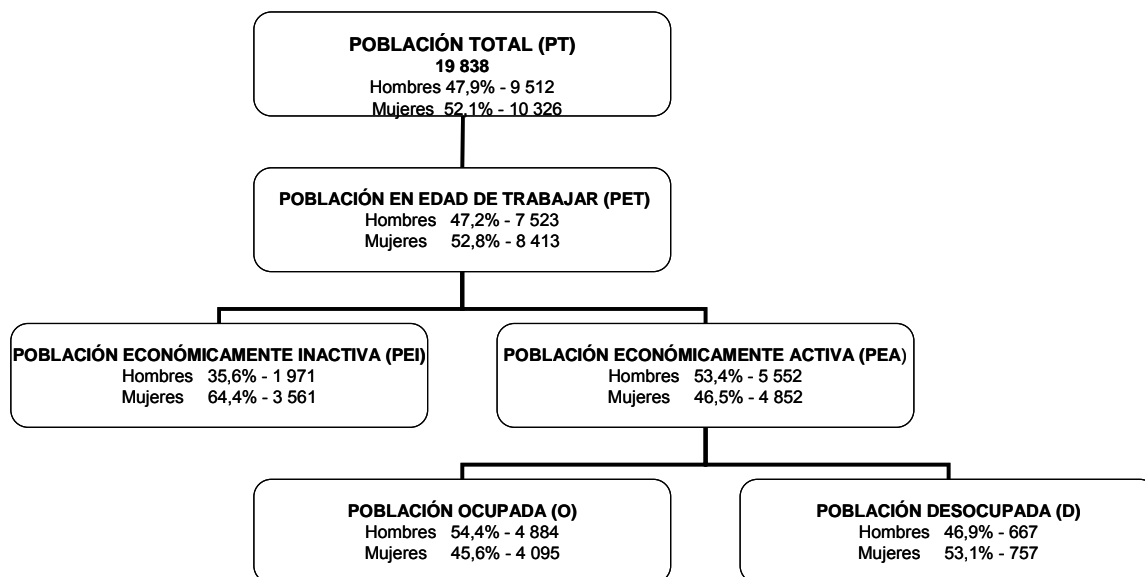 POBLACIÓN TOTAL (PT)
19 838
Hombres 47,9% - 9 512
Mujeres 52,1% - 10 326
POBLACIÓN EN EDAD DE TRABAJAR (PET)
Hombres 47,2% - 7 523
Mujeres 52,8% - 8 413
POBLACIÓN ECONÓMICAMENTE INACTIVA (PEI)
Hombres 35,6% - 1 971
Mujeres 64,4% - 3 561
POBLACIÓN ECONÓMICAMENTE ACTIVA (PEA)
Hombres 53,4% - 5 552
Mujeres 46,5% - 4 852
POBLACIÓN OCUPADA (O)
Hombres 54,4% - 4 884
Mujeres 45,6% - 4 095
POBLACIÓN DESOCUPADA (D)
Hombres 46,9% - 667
Mujeres 53,1% - 757